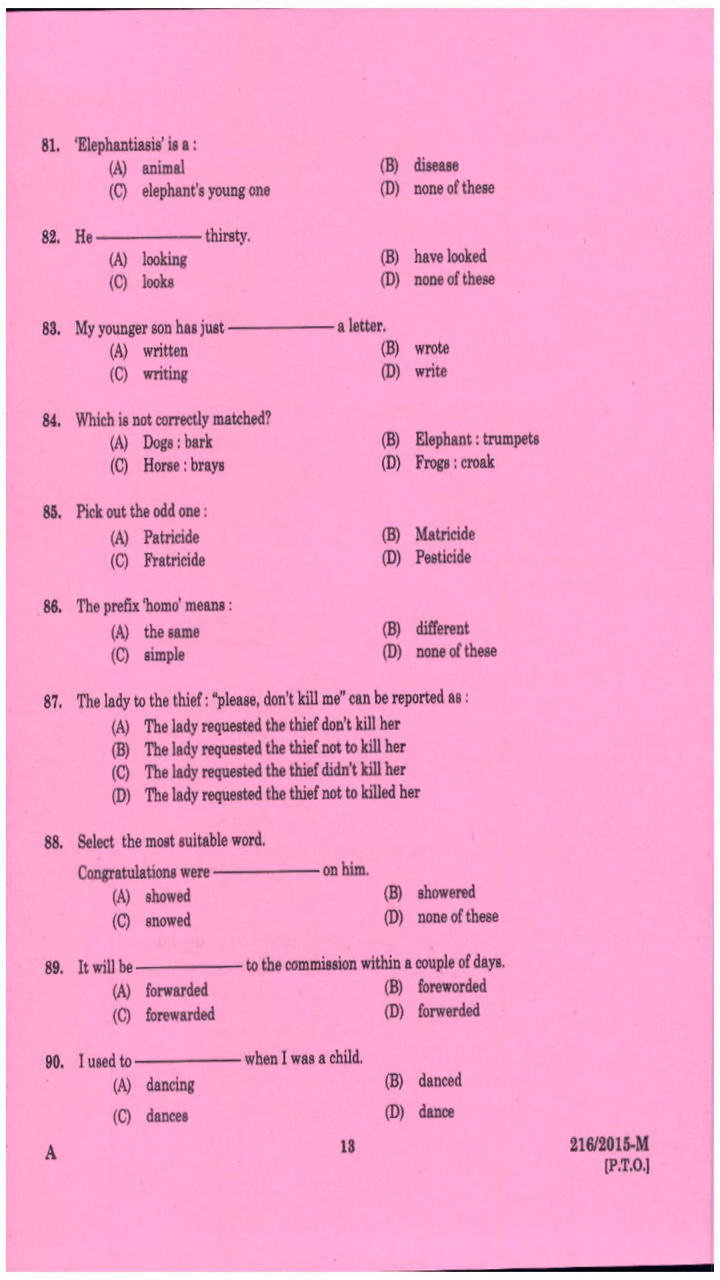 81. 'Elephantiasis' is a :
(A) animal (B) disease
(C) elephant's young one (D) none of these
82. He ————— thirsty.
(A) looking (B) have looked
(C) looks (D) none of these
83. My younger son has just ————— a letter.
(A) written (B) wrote
(C) writing (D) write
84. Which is not correctly matched?
(A) Dogs : bark (B) Elephant : trumpets
(C) Horse : brays (D) Frogs : croak
85. Pick out the odd one :
(A) Patricide (B) Matricide
(C) Fratricide (D) Pesticide
86. The prefix 'homo' means :
(A) the same (B) different
(C) simple (D) none of these
87. The lady to the thief : "please, don't kill me" can be reported as :
(A) The lady requested the thief don't kill her
(B) The lady requested the thief not to kill her
(C) The lady requested the thief didn't kill her
(D) The lady requested the thief not to killed her
88. Select the most suitable word.
Congratulations were ————— on him.
(A) showed (B) showered
(C) snowed (D) none of these
89. It will be ————— to the commission within a couple of days.
(A) forwarded (B) foreworded
(C) forewarded (D) forwerded
90. I used to ————— when I was a child.
(A) dancing (B) danced
(C) dances (D) dance
A 13 216/2015-M
[P.T.O.]